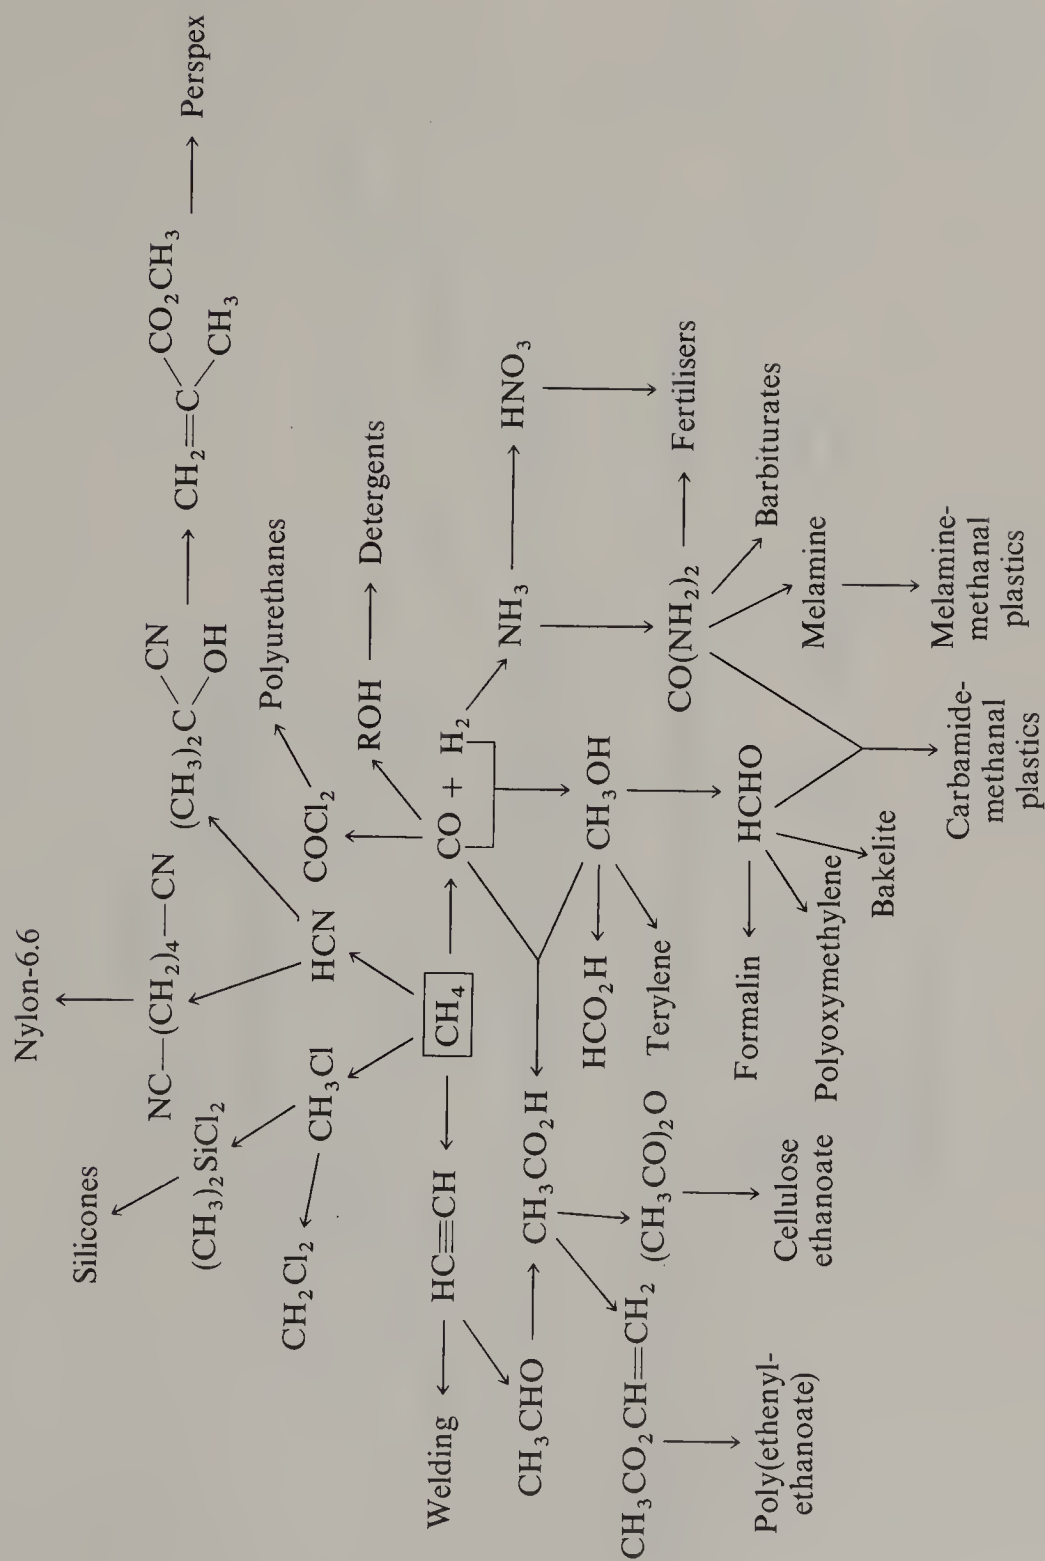 Nylon-6.6
Silicones
NC—(CH₂)₄—CN
(CH₃)₂C
CN
OH
CH₂=C
CO₂CH₃
CH₃
Perspex
(CH₃)₂SiCl₂
CH₂Cl₂
CH₃Cl
HCN
COCl₂
Polyurethanes
ROH
Detergents
Welding
HC≡CH
CH₄
CO + H₂
NH₃
HNO₃
CH₃CHO
CH₃CO₂H
HCO₂H
CH₃OH
CO(NH₂)₂
Fertilisers
CH₃CO₂CH=CH₂
(CH₃CO)₂O
Terylene
Barbiturates
Formalin
HCHO
Melamine
Poly(ethenyl-
ethanoate)
Cellulose
ethanoate
Polyoxymethylene
Bakelite
Carbamide-
methanal
plastics
Melamine-
methanal
plastics